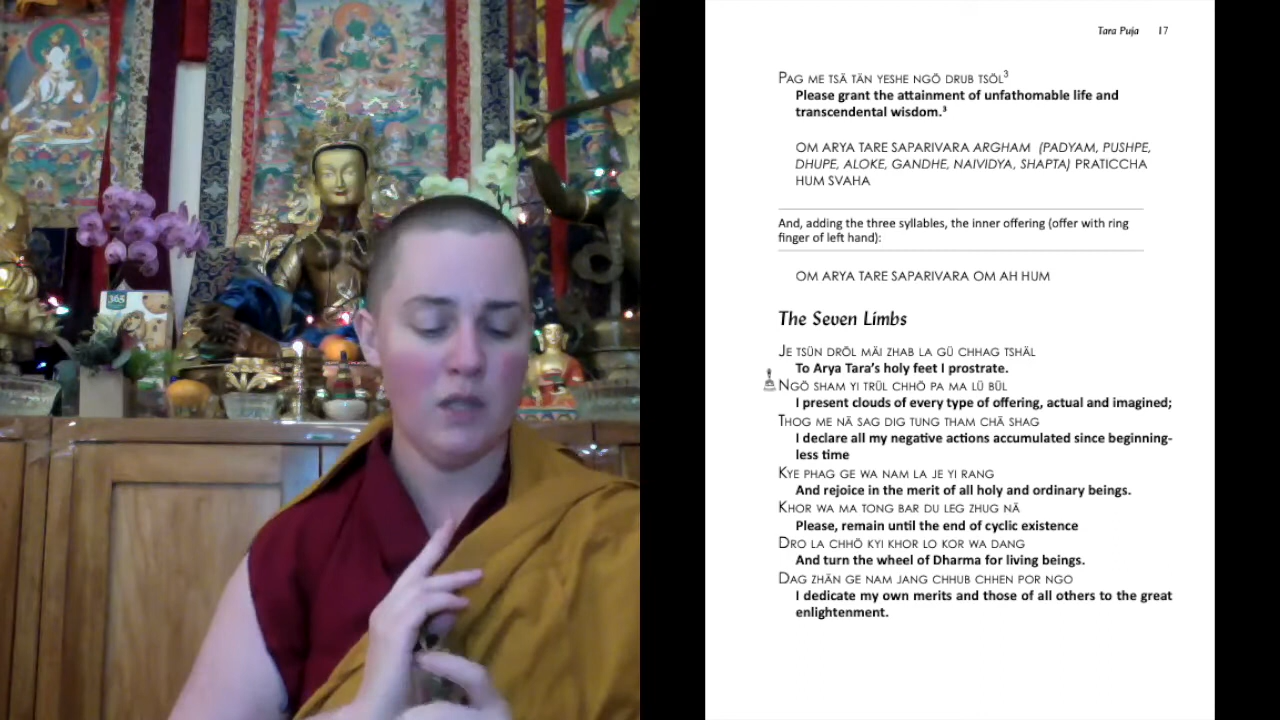 Tara Puja 17
PAG ME TSÄ TÄN YESHE NGÖ DRUB TSÖL³
Please grant the attainment of unfathomable life and
transcendental wisdom.³
OM ARYA TARE SAPARIVARA ARGHAM (PADYAM, PUSHPE,
DHUPE, ALOKE, GANDHE, NAIVIDYA, SHAPTA) PRATICCHA
HUM SVAHA
And, adding the three syllables, the inner offering (offer with ring
finger of left hand):
OM ARYA TARE SAPARIVARA OM AH HUM
The Seven Limbs
JE TSÜN DRÖL MÄI ZHAB LA GÜ CHHAG TSHÄL
To Arya Tara's holy feet I prostrate.
NGÖ SHAM YI TRÜL CHHÖ PA MA LÜ BÜL
I present clouds of every type of offering, actual and imagined;
THOG ME NÄ SAG DIG TUNG THAM CHÄ SHAG
I declare all my negative actions accumulated since beginning-
less time
KYE PHAG GE WA NAM LA JE YI RANG
And rejoice in the merit of all holy and ordinary beings.
KHOR WA MA TONG BAR DU LEG ZHUG NÄ
Please, remain until the end of cyclic existence
DRO LA CHHÖ KYI KHOR LO KOR WA DANG
And turn the wheel of Dharma for living beings.
DAG ZHÄN GE NAM JANG CHHUB CHHEN POR NGO
I dedicate my own merits and those of all others to the great
enlightenment.
365